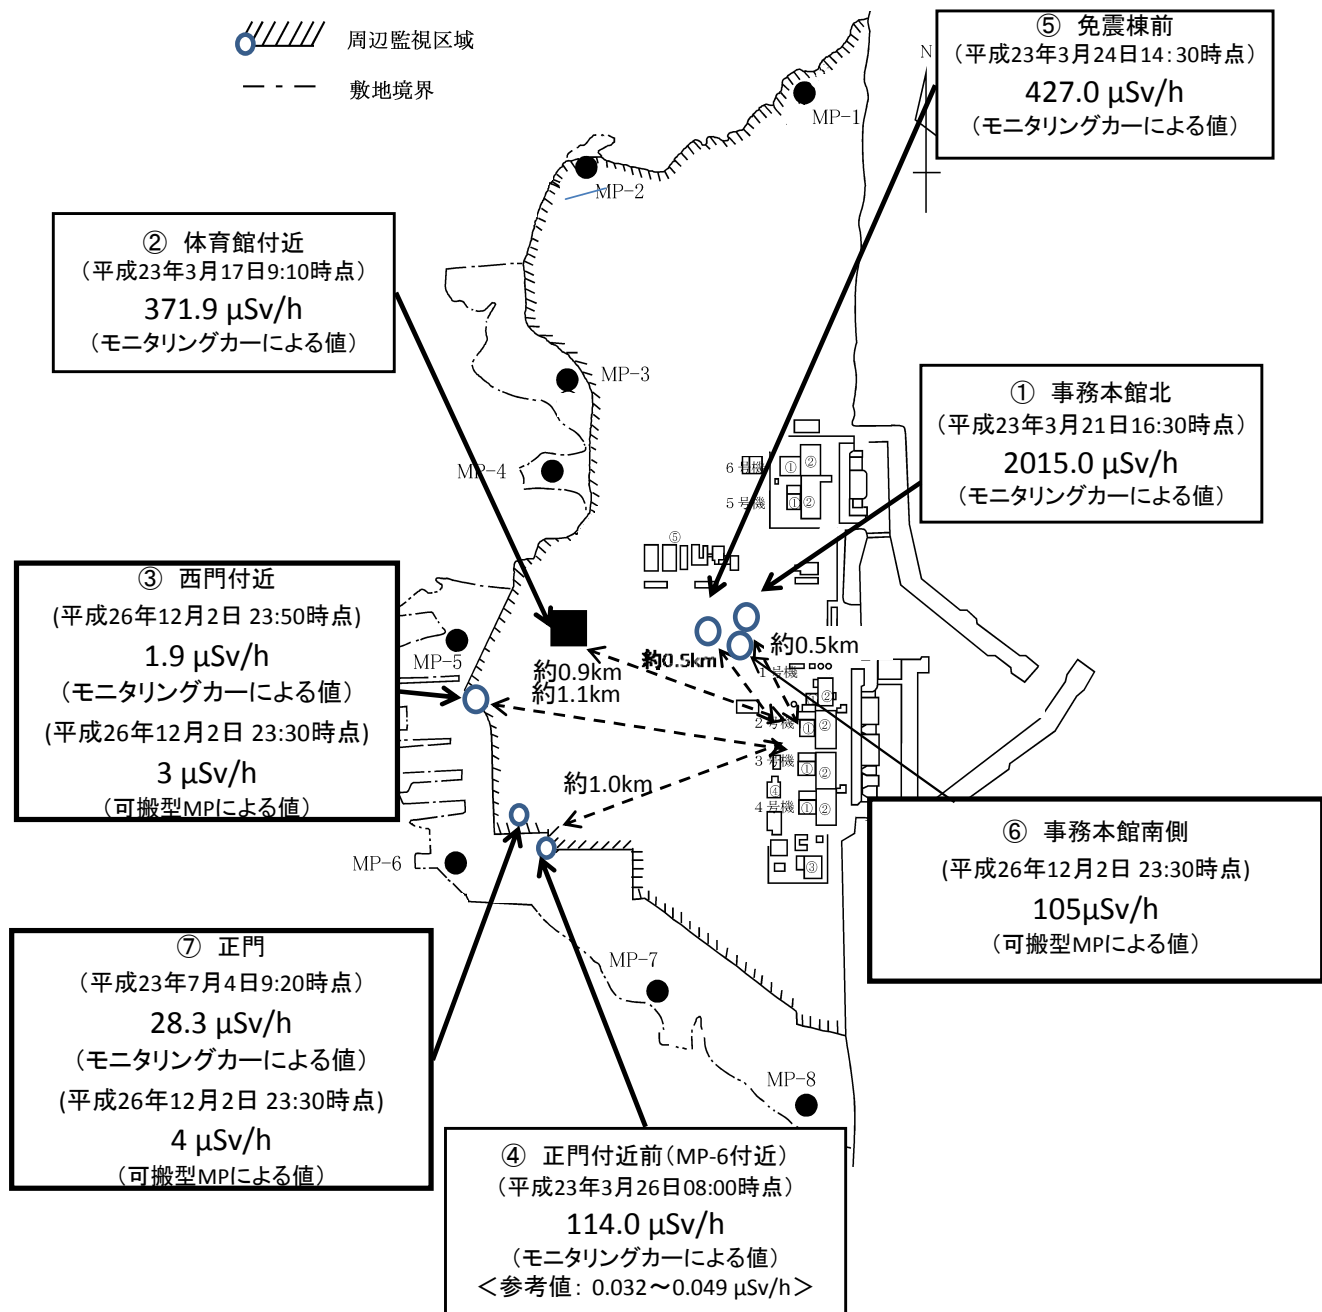 周辺監視区域
敷地境界
⑤ 免震棟前
(平成23年3月24日14:30時点)
427.0 μSv/h
(モニタリングカーによる値)
N
MP-1
MP-2
② 体育館付近
(平成23年3月17日9:10時点)
371.9 μSv/h
(モニタリングカーによる値)
MP-3
① 事務本館北
(平成23年3月21日16:30時点)
2015.0 μSv/h
(モニタリングカーによる値)
MP-4
6号機
① ②
5号機
① ②
⑤
③ 西門付近
(平成26年12月2日 23:50時点)
1.9 μSv/h
(モニタリングカーによる値)
(平成26年12月2日 23:30時点)
3 μSv/h
(可搬型MPによる値)
MP-5
約0.9km
約1.1km
約0.5km
約0.5km
1号機
②
2号機
① ②
3号機
① ②
約1.0km
④
4号機
① ②
③
MP-6
⑥ 事務本館南側
(平成26年12月2日 23:30時点)
105μSv/h
(可搬型MPによる値)
⑦ 正門
(平成23年7月4日9:20時点)
28.3 μSv/h
(モニタリングカーによる値)
(平成26年12月2日 23:30時点)
4 μSv/h
(可搬型MPによる値)
MP-7
MP-8
④ 正門付近前(MP-6付近)
(平成23年3月26日08:00時点)
114.0 μSv/h
(モニタリングカーによる値)
<参考値: 0.032~0.049 μSv/h>